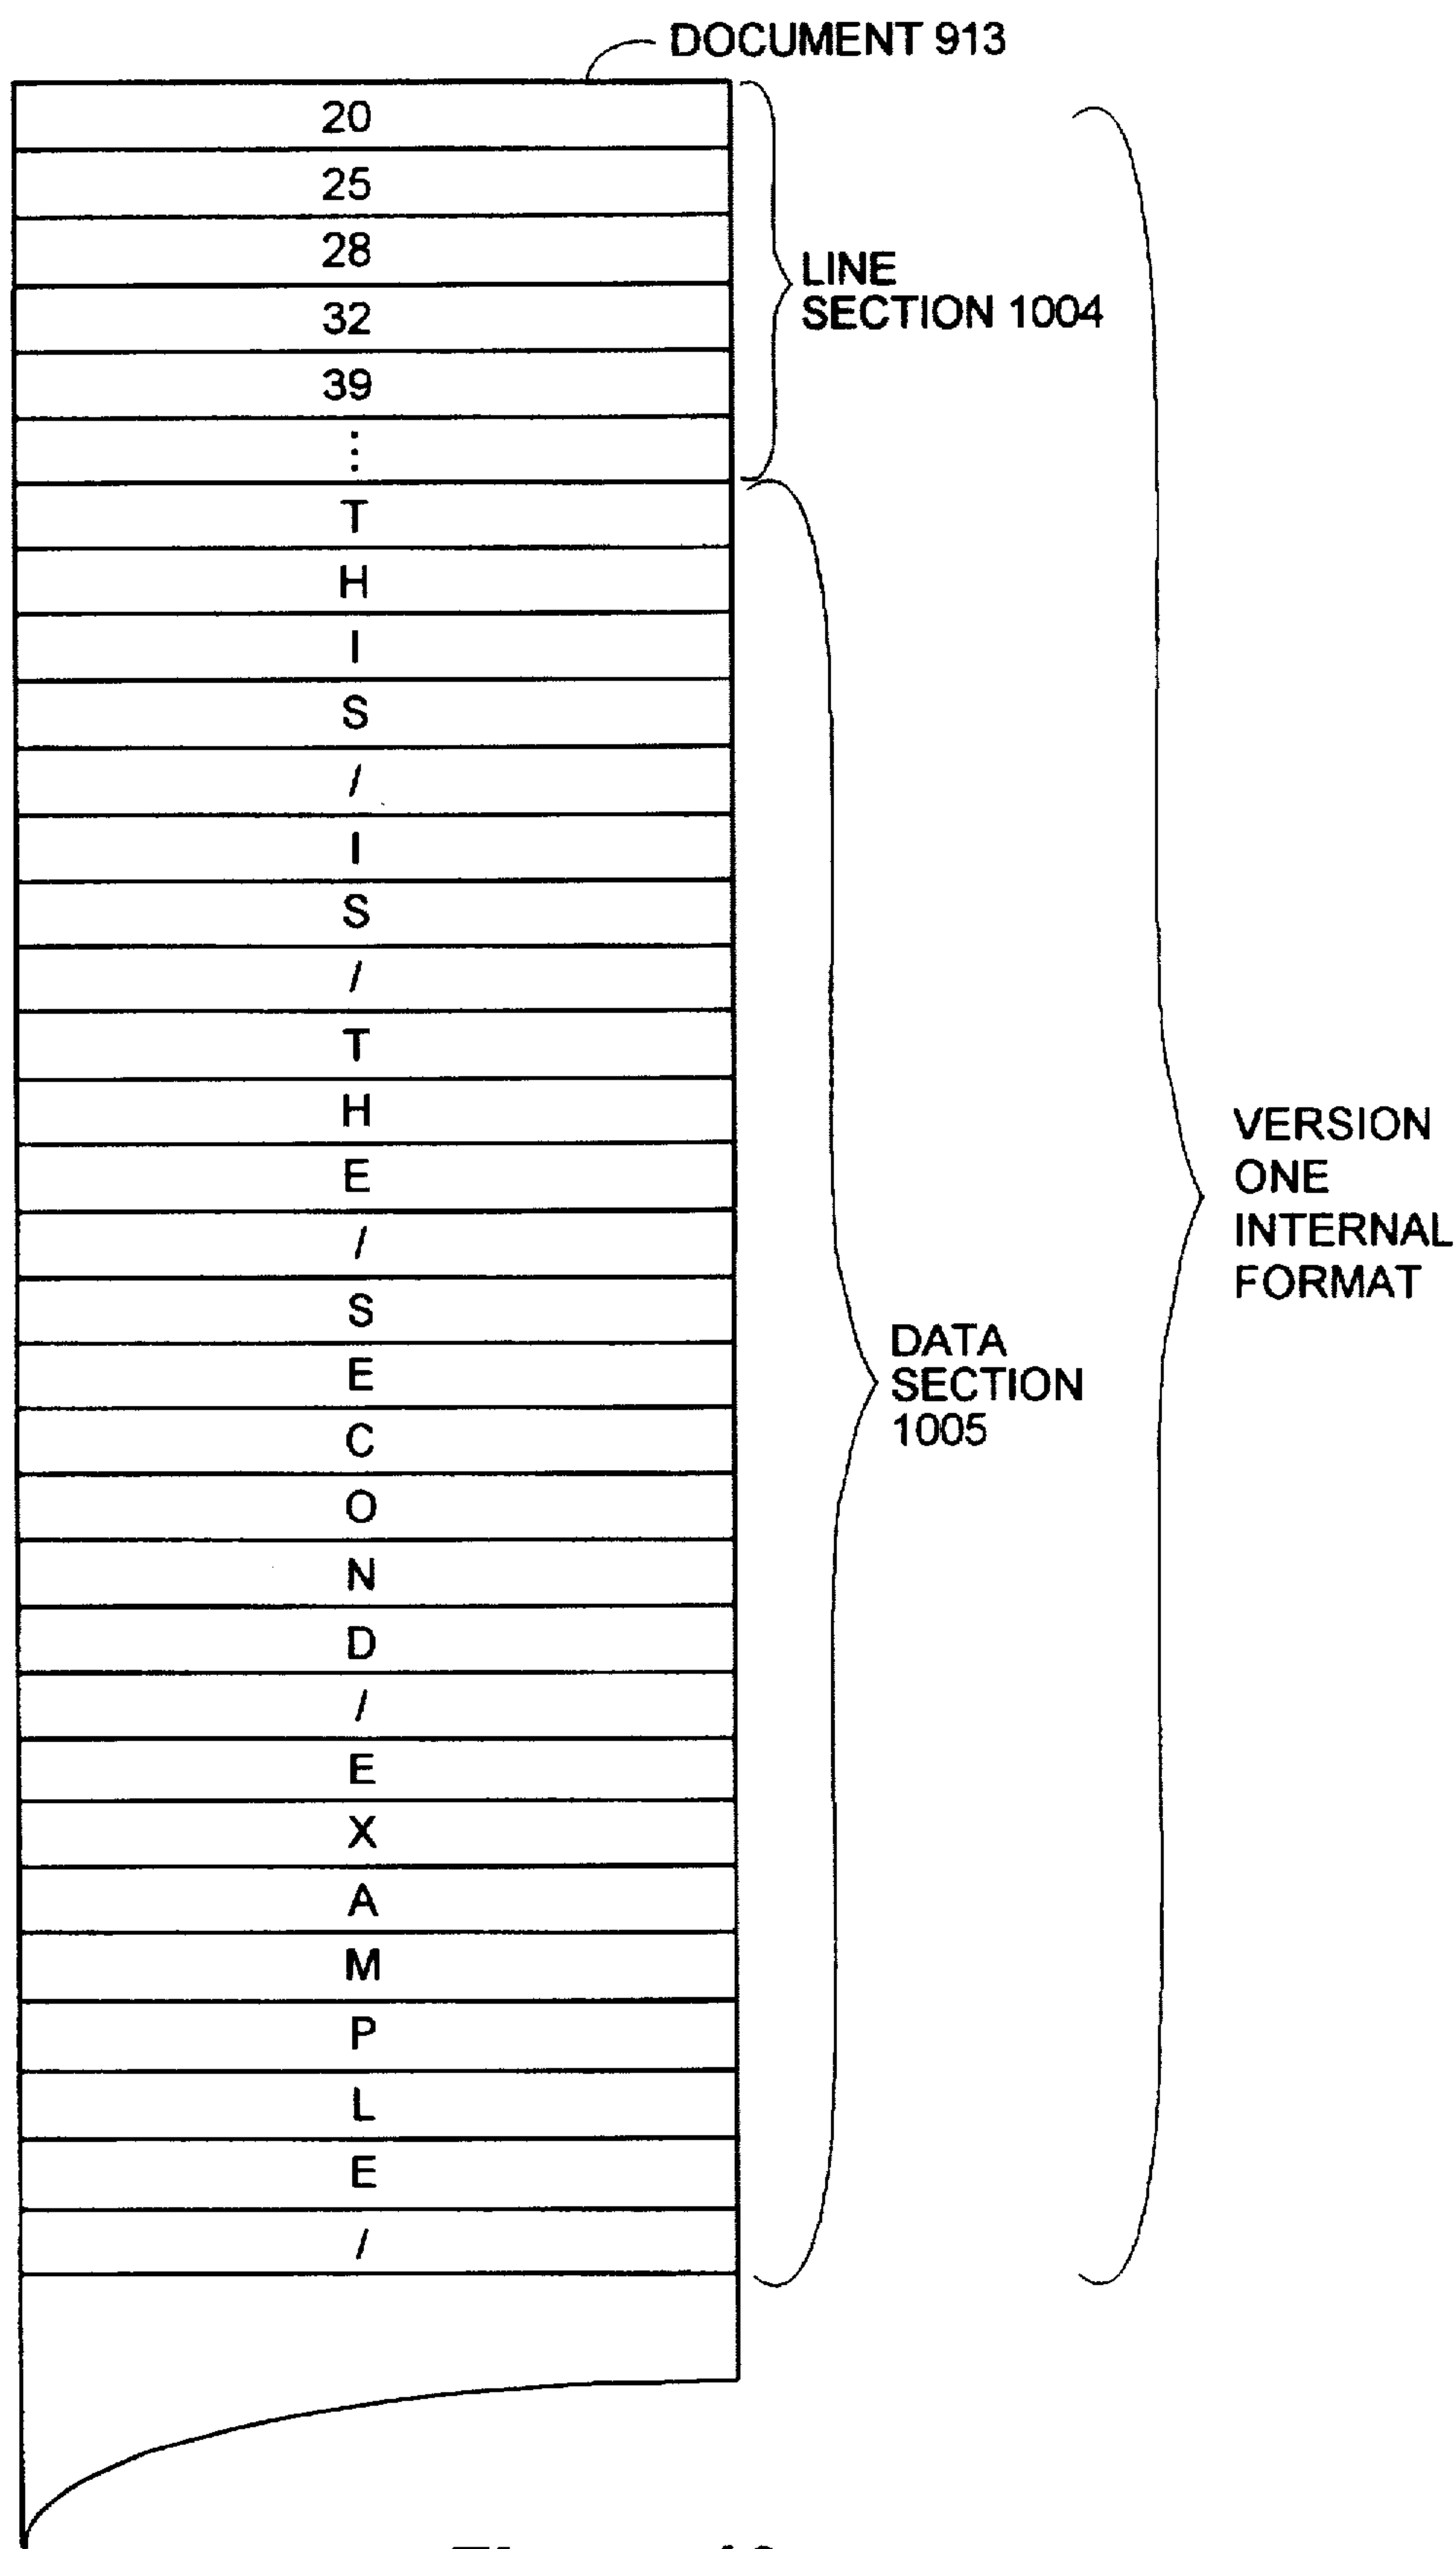 DOCUMENT 913
20
25
28
32
39
⋮
LINE
SECTION 1004
T
H
I
S
/
I
S
/
T
H
E
/
S
E
C
O
N
D
/
E
X
A
M
P
L
E
/
DATA
SECTION
1005
VERSION
ONE
INTERNAL
FORMAT